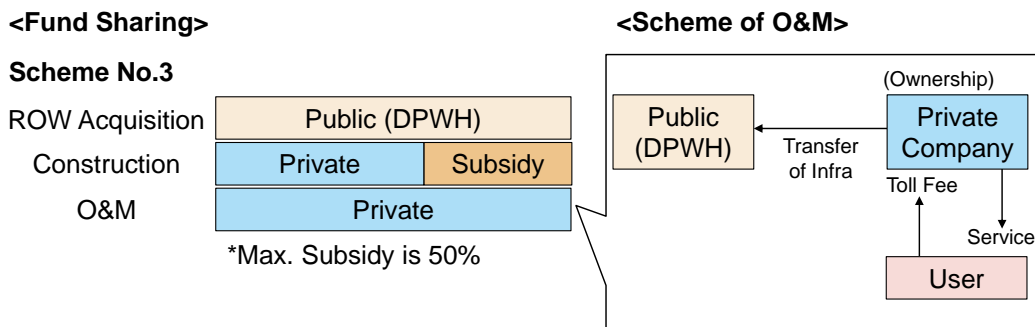 <Fund Sharing>
Scheme No.3
ROW Acquisition
Public (DPWH)
Construction
Private
Subsidy
O&M
Private
*Max. Subsidy is 50%
<Scheme of O&M>
(Ownership)
Public
(DPWH)
Private
Company
Transfer
of Infra
Toll Fee
Service
User